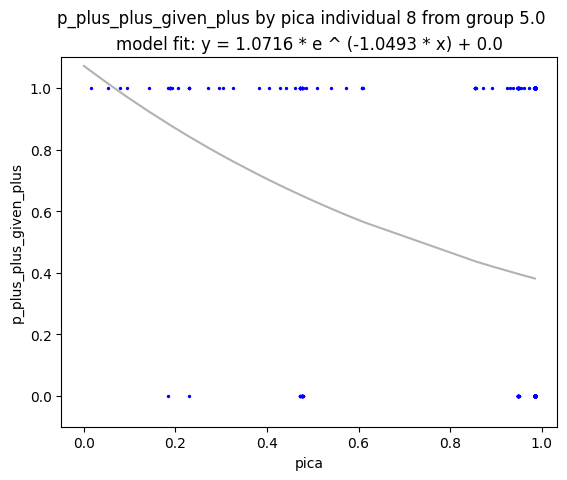 p_plus_plus_given_plus by pica individual 8 from group 5.0
model fit: y = 1.0716 * e ^ (-1.0493 * x) + 0.0
p_plus_plus_given_plus
1.0
0.8
0.6
0.4
0.2
0.0
0.0 0.2 0.4 0.6 0.8 1.0
pica